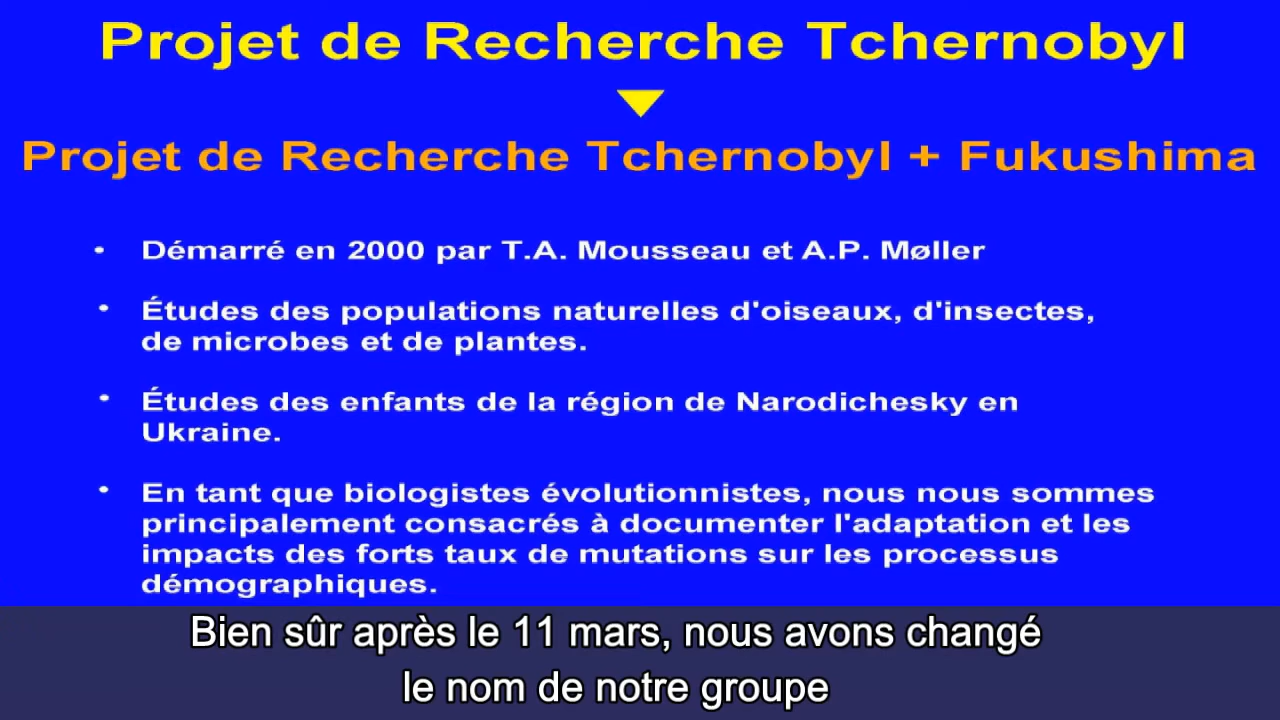 Projet de Recherche Tchernobyl
Projet de Recherche Tchernobyl + Fukushima
• Démarré en 2000 par T.A. Mousseau et A.P. Møller
• Études des populations naturelles d'oiseaux, d'insectes,
de microbes et de plantes.
• Études des enfants de la région de Narodichesky en
Ukraine.
• En tant que biologistes évolutionnistes, nous nous sommes
principalement consacrés à documenter l'adaptation et les
impacts des forts taux de mutations sur les processus
démographiques.
Bien sûr après le 11 mars, nous avons changé
le nom de notre groupe